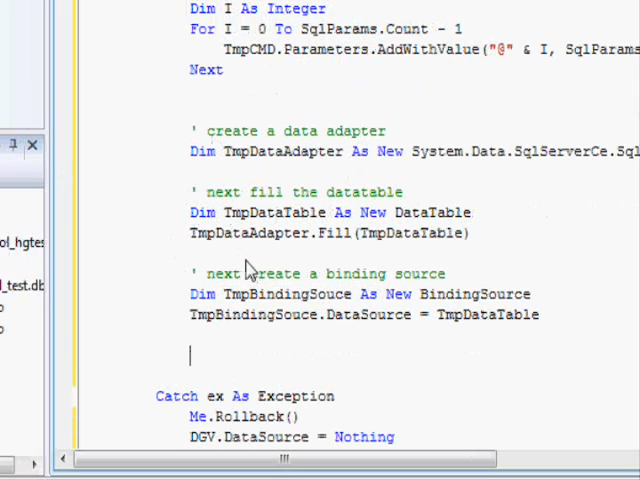 Dim I As Integer
For I = 0 To SqlParams.Count - 1
TmpCMD.Parameters.AddWithValue("@" & I, SqlParams
Next
' create a data adapter
Dim TmpDataAdapter As New System.Data.SqlServerCe.Sql
' next fill the datatable
Dim TmpDataTable As New DataTable
TmpDataAdapter.Fill(TmpDataTable)
ol_hgtes
' next create a binding source
l_test.db
Dim TmpBindingSouce As New BindingSource
TmpBindingSouce.DataSource = TmpDataTable
Catch ex As Exception
Me.Rollback()
DGV.DataSource = Nothing